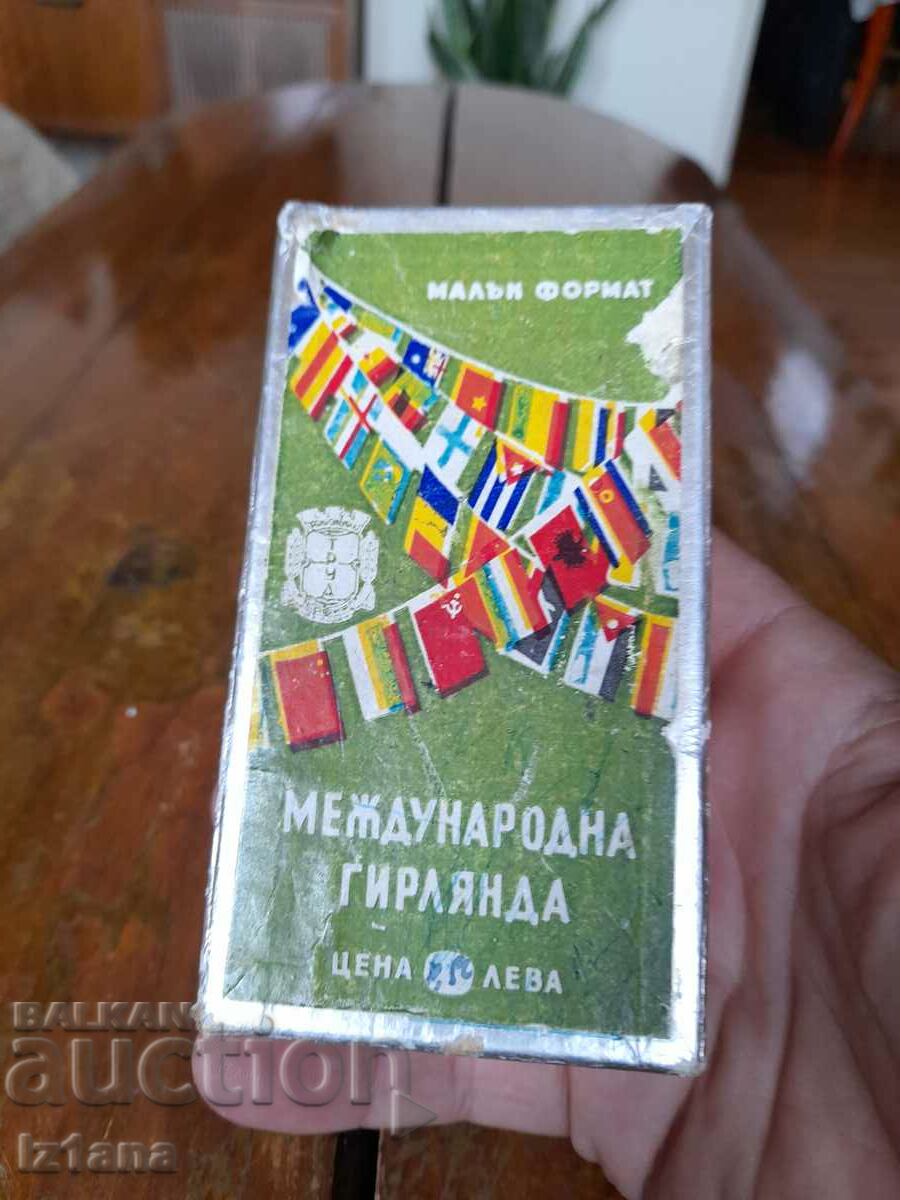 МАЛЪК ФОРМАТ
МЕЖДУНАРОДНА
ГИРЛЯНДА
ЦЕНА ЛЕВА
BALKAN
auction
iz1ana